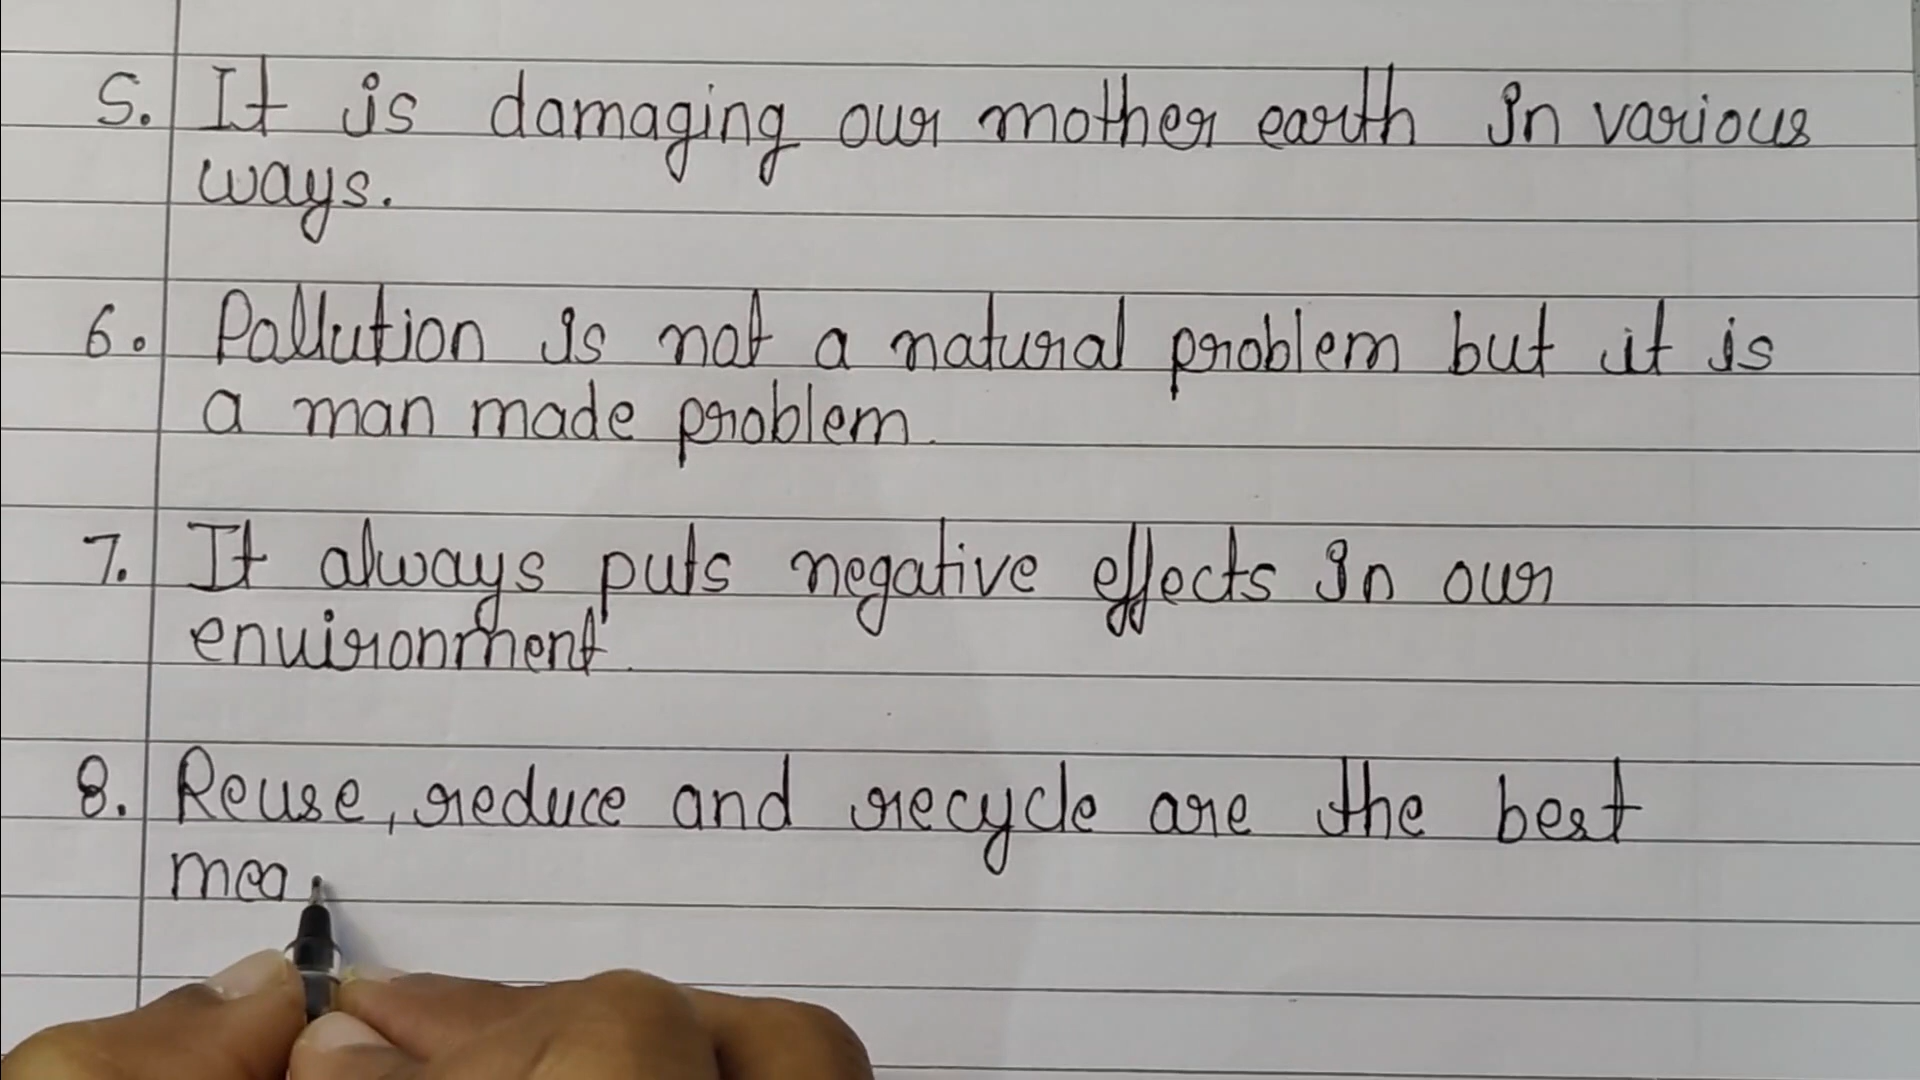 5. It is damaging our mother earth in various
ways.
6. Pollution is not a natural problem but it is
a man made problem.
7. It always puts negative effects in our
environment.
8. Reuse, reduce and recycle are the best
mea